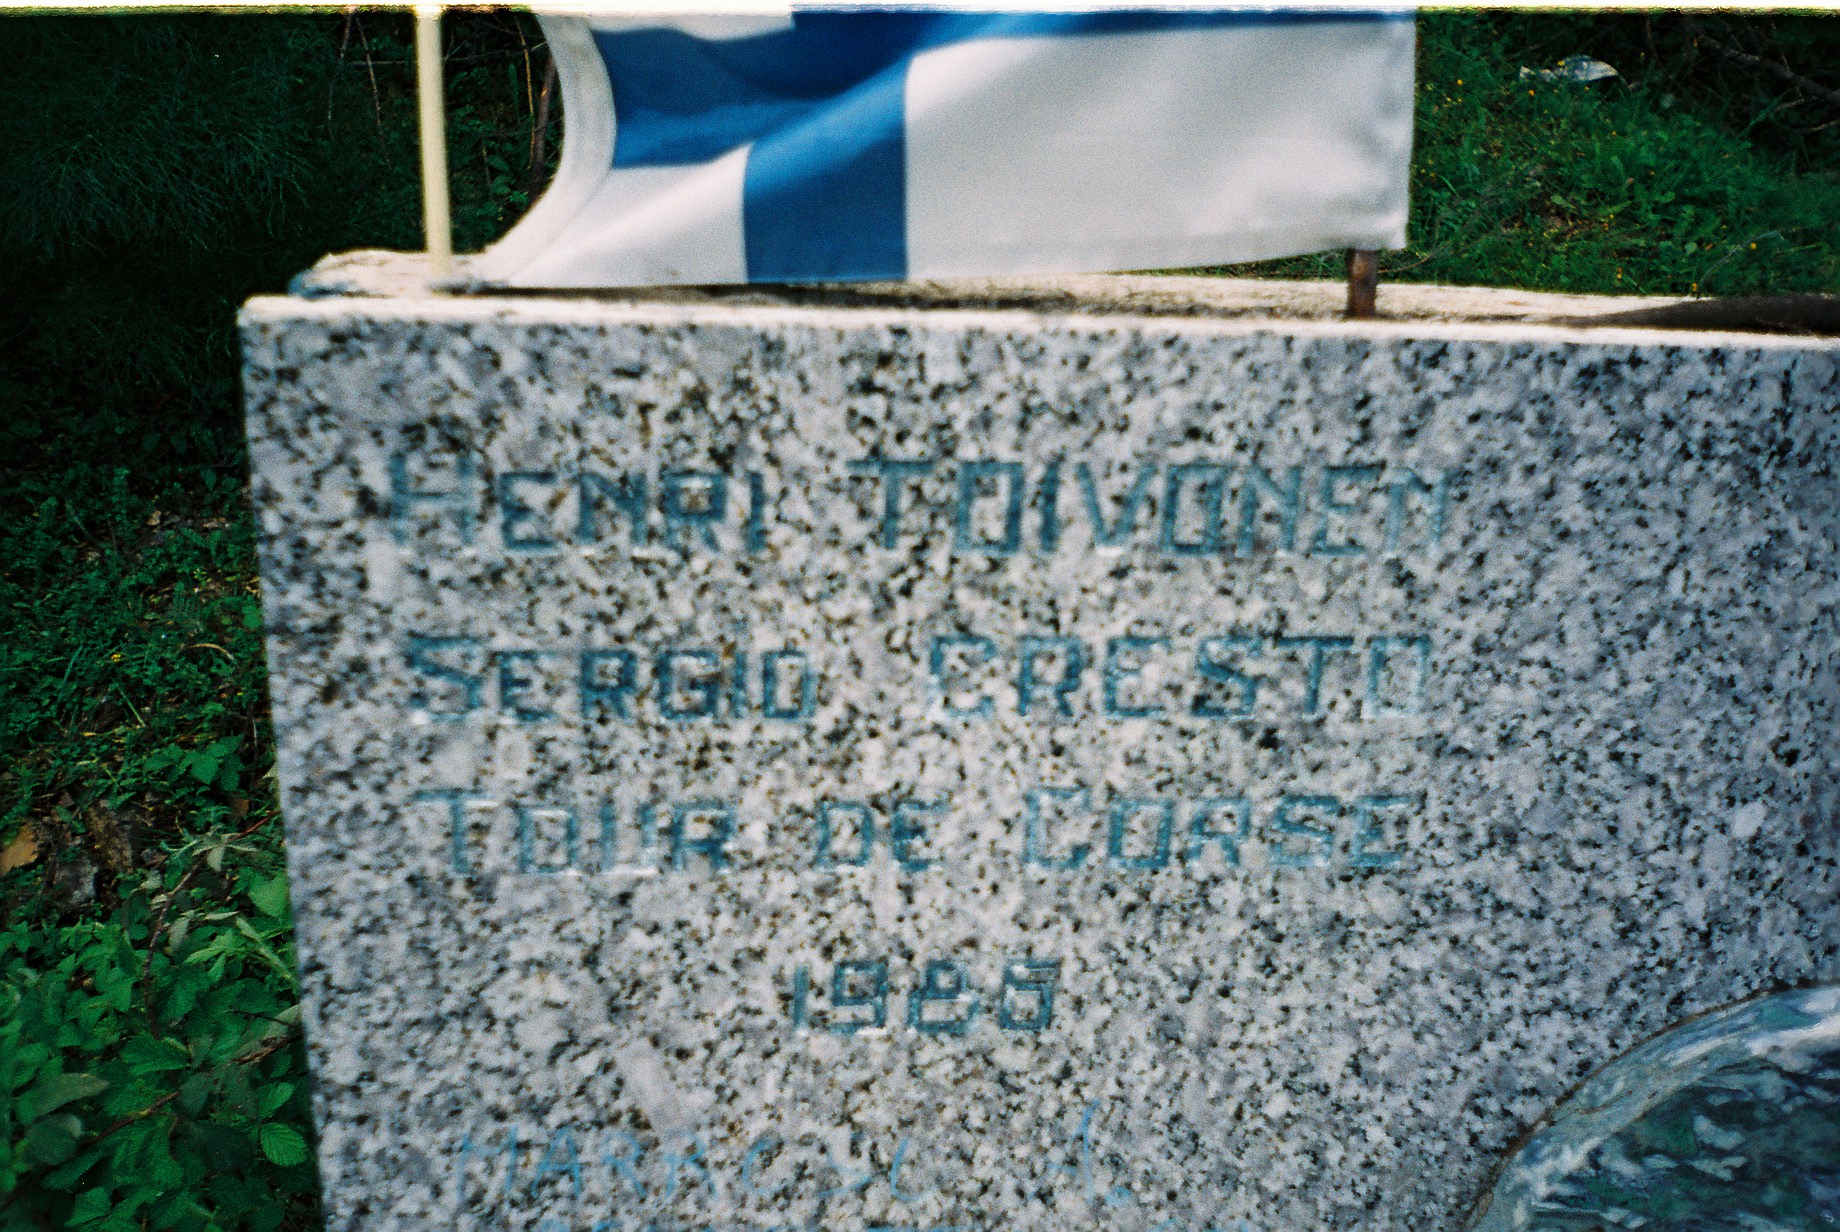 HENRI TOIVONEN
SERGIO CRESTO
TOUR DE CORSE
1986